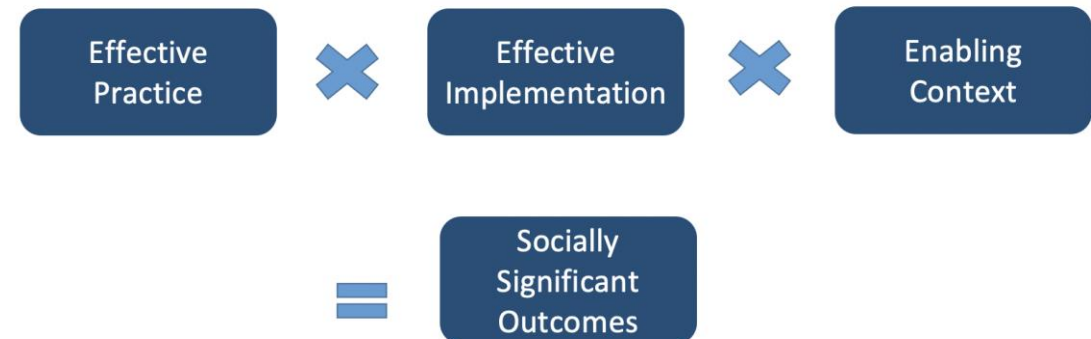 Effective
Practice
Effective
Implementation
Enabling
Context
Socially
Significant
Outcomes